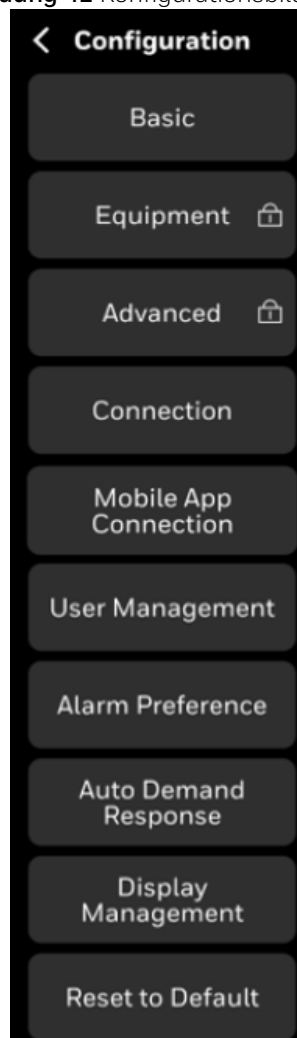 Konfigurationsbil
Configuration
Basic
Equipment
Advanced
Connection
Mobile App
Connection
User Management
Alarm Preference
Auto Demand
Response
Display
Management
Reset to Default